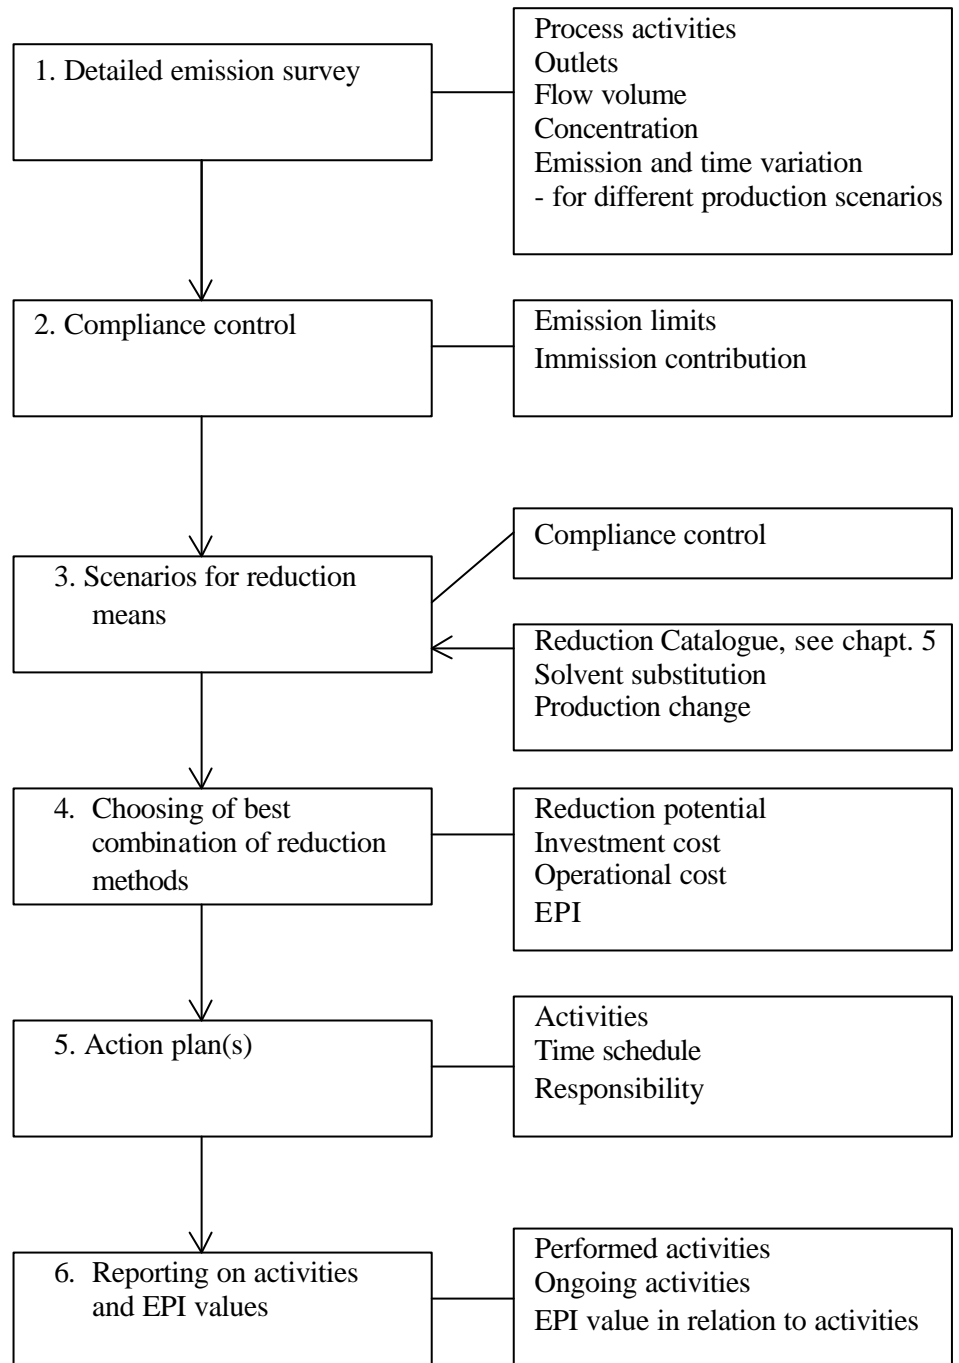 1. Detailed emission survey
Process activities
Outlets
Flow volume
Concentration
Emission and time variation
- for different production scenarios
2. Compliance control
Emission limits
Immission contribution
3. Scenarios for reduction
means
Compliance control
Reduction Catalogue, see chapt. 5
Solvent substitution
Production change
4. Choosing of best
combination of reduction
methods
Reduction potential
Investment cost
Operational cost
EPI
5. Action plan(s)
Activities
Time schedule
Responsibility
6. Reporting on activities
and EPI values
Performed activities
Ongoing activities
EPI value in relation to activities